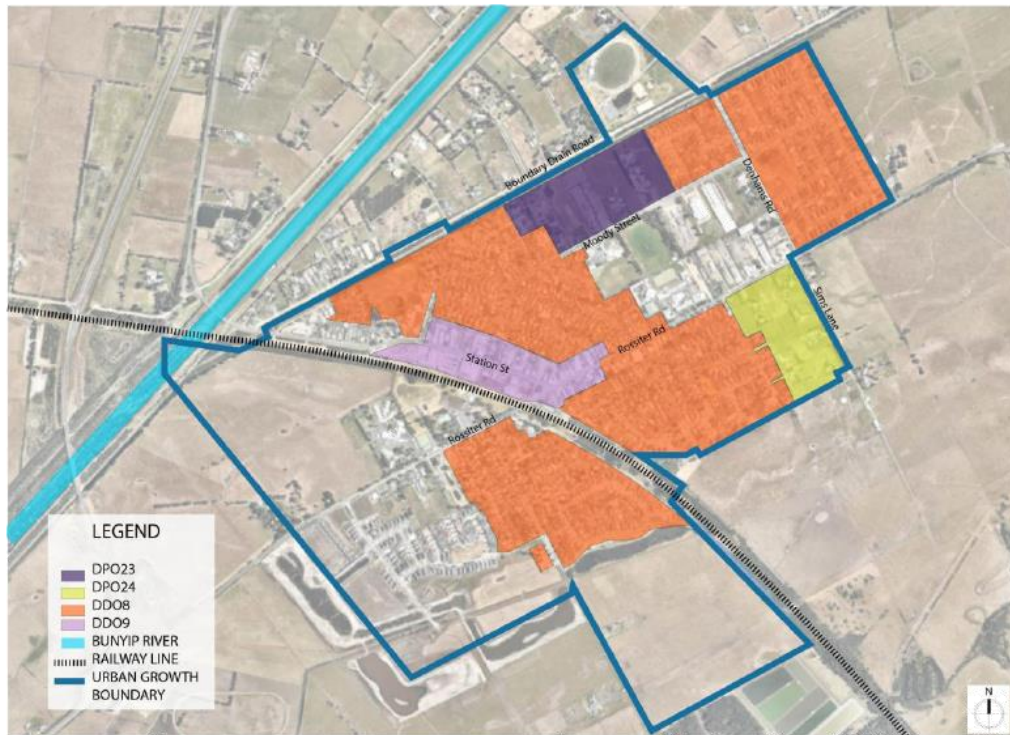 Boundary Drain Road
Denhams Rd
Moody Street
Sims Lane
Rossiter Rd
Station St
Rossiter Rd
LEGEND
DPO23
DPO24
DDO8
DDO9
BUNYIP RIVER
RAILWAY LINE
URBAN GROWTH
BOUNDARY
N